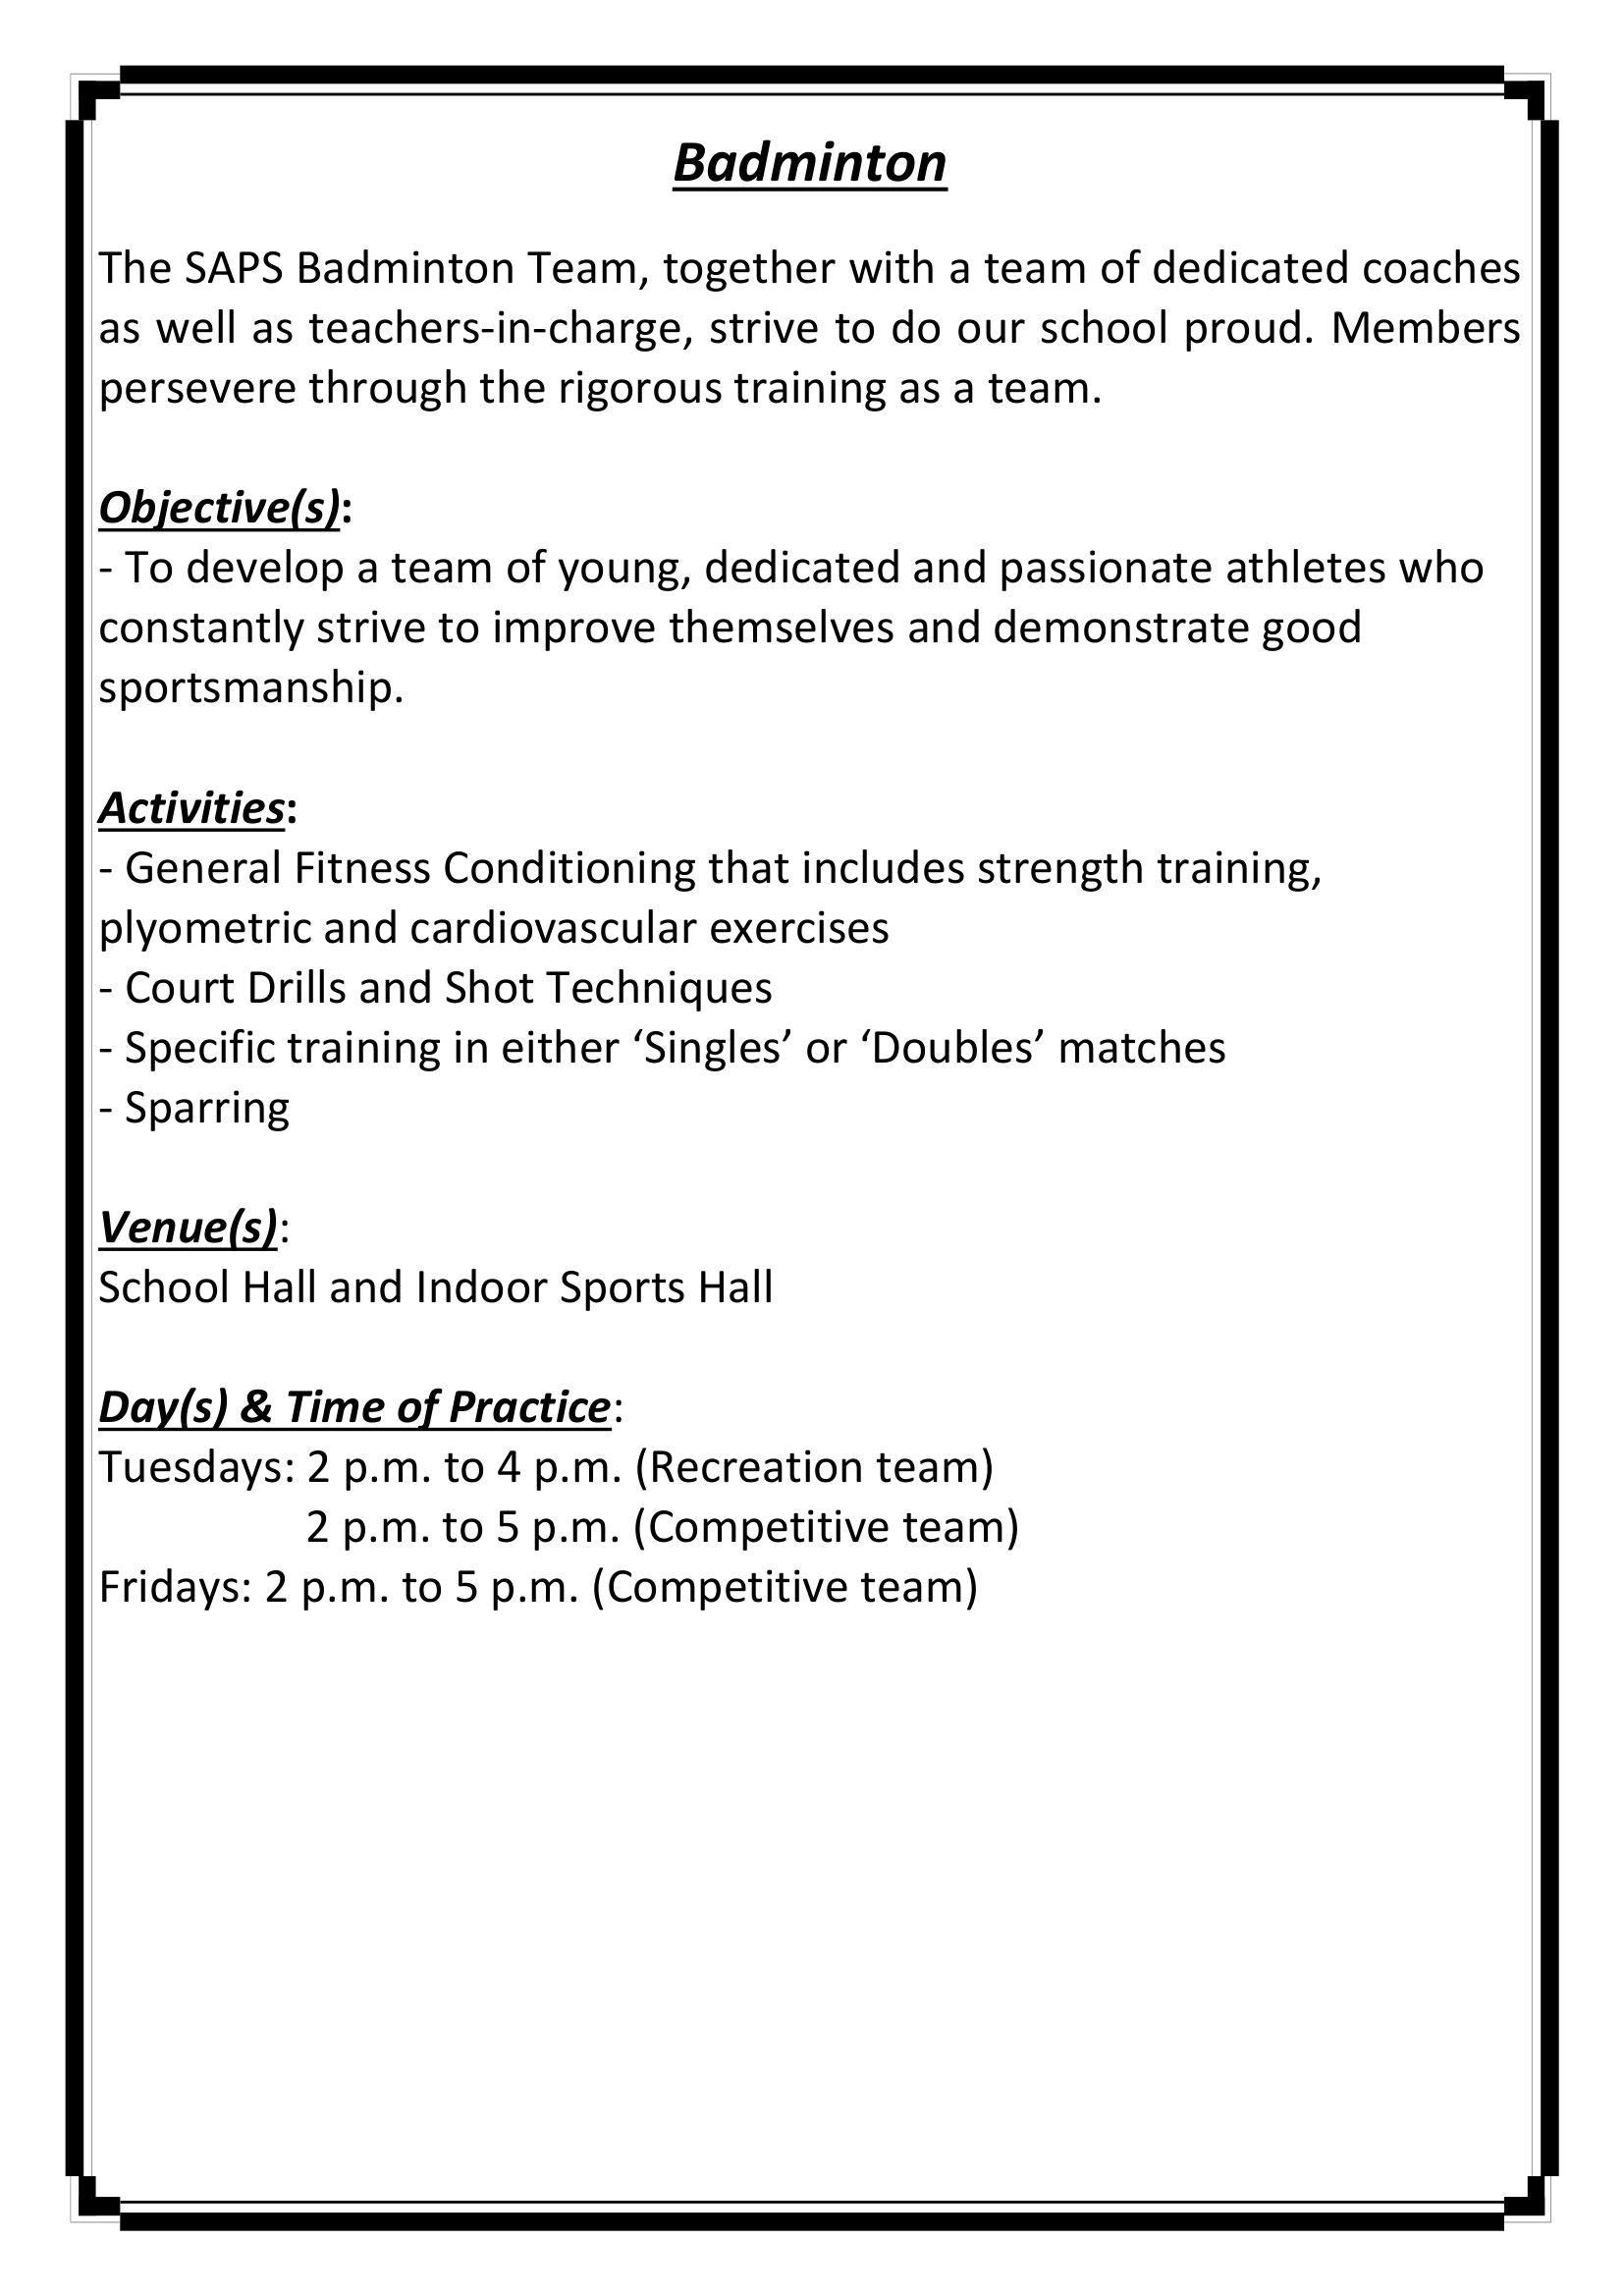 Badminton
The SAPS Badminton Team, together with a team of dedicated coaches
as well as teachers-in-charge, strive to do our school proud. Members
persevere through the rigorous training as a team.
Objective(s):
- To develop a team of young, dedicated and passionate athletes who
constantly strive to improve themselves and demonstrate good
sportsmanship.
Activities:
- General Fitness Conditioning that includes strength training,
plyometric and cardiovascular exercises
- Court Drills and Shot Techniques
- Specific training in either ‘Singles’ or ‘Doubles’ matches
- Sparring
Venue(s):
School Hall and Indoor Sports Hall
Day(s) & Time of Practice:
Tuesdays: 2 p.m. to 4 p.m. (Recreation team)
2 p.m. to 5 p.m. (Competitive team)
Fridays: 2 p.m. to 5 p.m. (Competitive team)